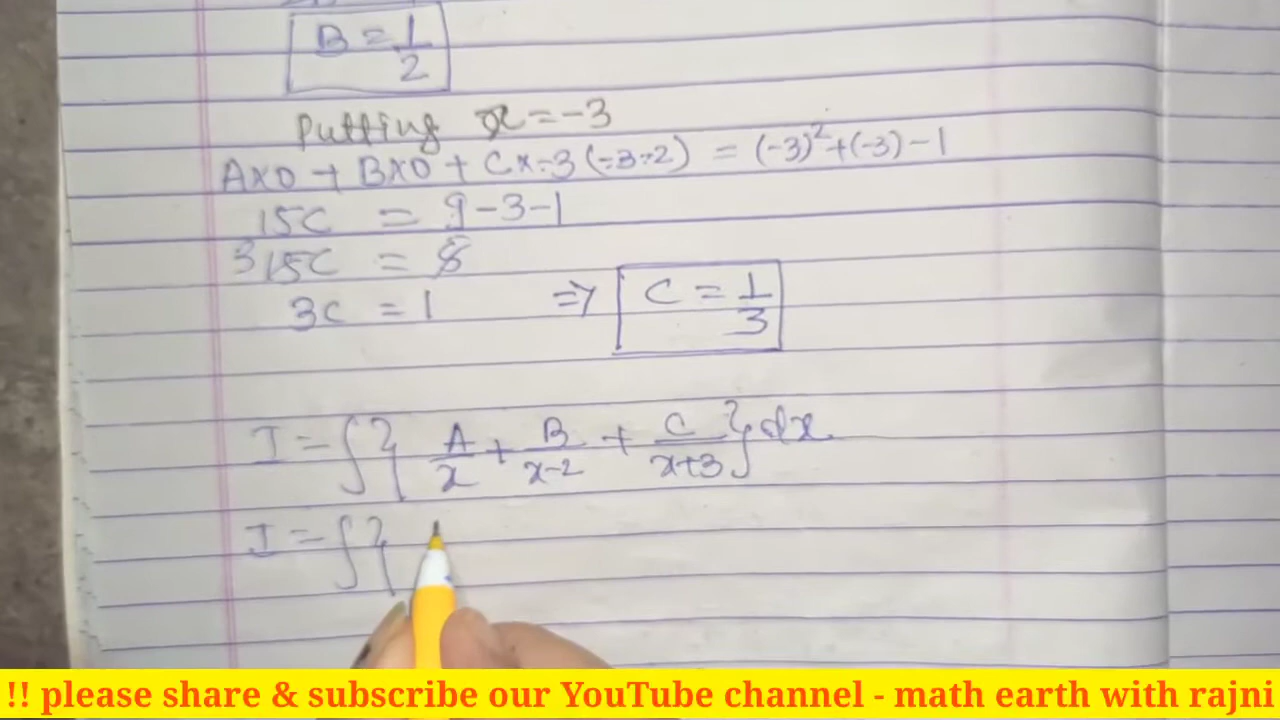 B = 1/2
Putting x = -3
A×0 + B×0 + C×-3(-3-2) = (-3)²+(-3)-1
15C = 9-3-1
3 15C = 5
3C = 1 => C = 1/3
I = ∫{ A/x + B/x-2 + C/x+3 } dx
I = ∫{
!! please share & subscribe our YouTube channel - math earth with rajni